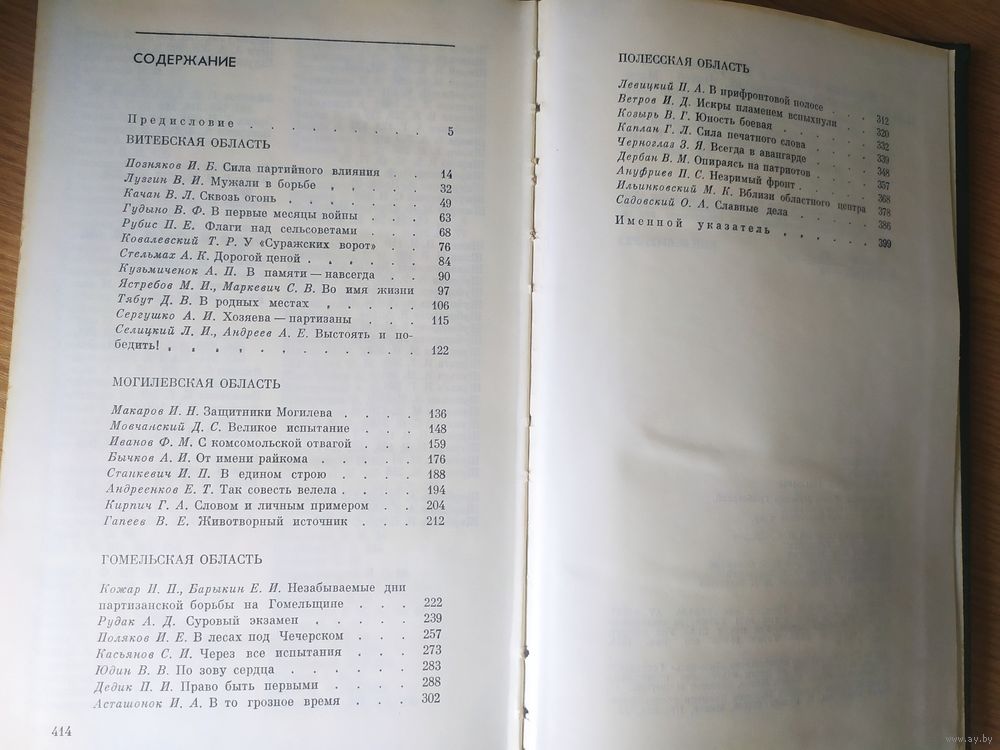 СОДЕРЖАНИЕ
Предисловие . . . . . . . . 5
ВИТЕБСКАЯ ОБЛАСТЬ
Позняков И. Б. Сила партийного влияния . . 14
Лузгин В. И. Мужали в борьбе . . . . 32
Качан В. Л. Сквозь огонь . . . . . . 49
Гудыно В. Ф. В первые месяцы войны . . . 63
Рубис П. Е. Флаги над сельсоветами . . . 68
Ковалевский Т. Р. У «Суражских ворот» . . 76
Стельмах А. К. Дорогой ценой . . . . . 84
Кузьмиченок А. П. В памяти — навсегда . . 90
Ястребов М. И., Маркевич С. В. Во имя жизни 97
Тябут Д. В. В родных местах . . . . 106
Сергушко А. И. Хозяева — партизаны . . . 115
Селицкий Л. И., Андреев А. Е. Выстоять и по-
бедить! . . . . . . . . . . . 122
МОГИЛЕВСКАЯ ОБЛАСТЬ
Макаров И. Н. Защитники Могилева . . . . 136
Мовчанский Д. С. Великое испытание . . . 148
Иванов Ф. М. С комсомольской отвагой . . . 159
Бычков А. И. От имени райкома . . . . . 176
Станкевич И. П. В едином строю . . . . 188
Андреенков Е. Т. Так совесть велела . . . . 194
Кирпич Г. А. Словом и личным примером . . 204
Гапеев В. Е. Животворный источник . . . 212
ГОМЕЛЬСКАЯ ОБЛАСТЬ
Кожар И. П., Барыкин Е. И. Незабываемые дни
партизанской борьбы на Гомельщине . . . 222
Рудак А. Д. Суровый экзамен . . . . . 239
Поляков И. Е. В лесах под Чечерском . . . 257
Касьянов С. И. Через все испытания . . . 273
Юдин В. В. По зову сердца . . . . . . 283
Дедик П. И. Право быть первыми . . . . 288
Асташонок И. А. В то грозное время . . . 302
414
ПОЛЕССКАЯ ОБЛАСТЬ
Левицкий П. А. В прифронтовой полосе . . 312
Ветров И. Д. Искры пламенем вспыхнули . . 320
Козырь В. Г. Юность боевая . . . . . 332
Каплан Г. Л. Сила печатного слова . . . . 339
Черноглаз З. Я. Всегда в авангарде . . . . 348
Дербан В. М. Опираясь на патриотов . . . 357
Ануфриев П. С. Незримый фронт . . . . . 368
Ильинковский М. К. Вблизи областного центра 378
Садовский О. А. Славные дела . . . . . 386
Именной указатель . . . . . . 399
www.ay.by